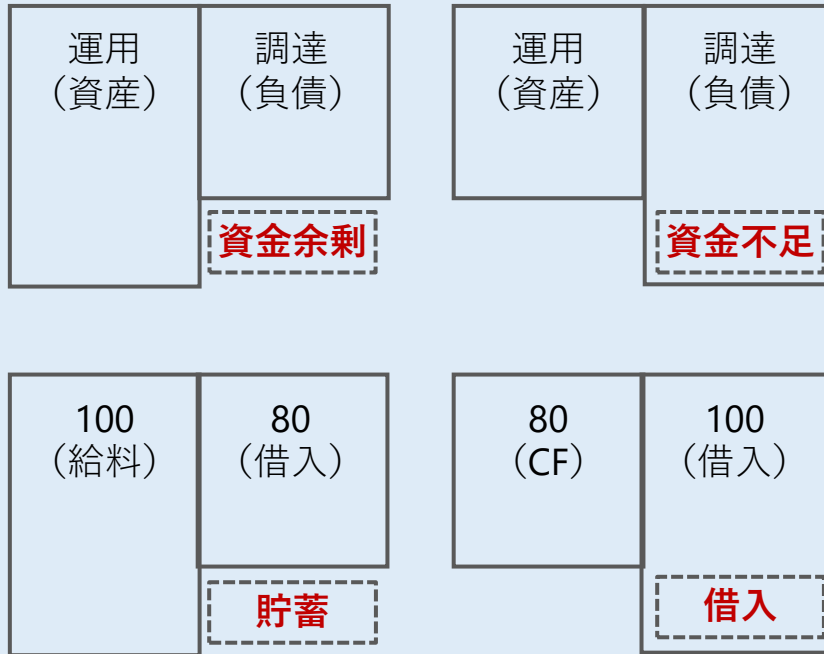 運用
(資産)
調達
(負債)
資金余剰
運用
(資産)
調達
(負債)
資金不足
100
(給料)
80
(借入)
貯蓄
80
(CF)
100
(借入)
借入